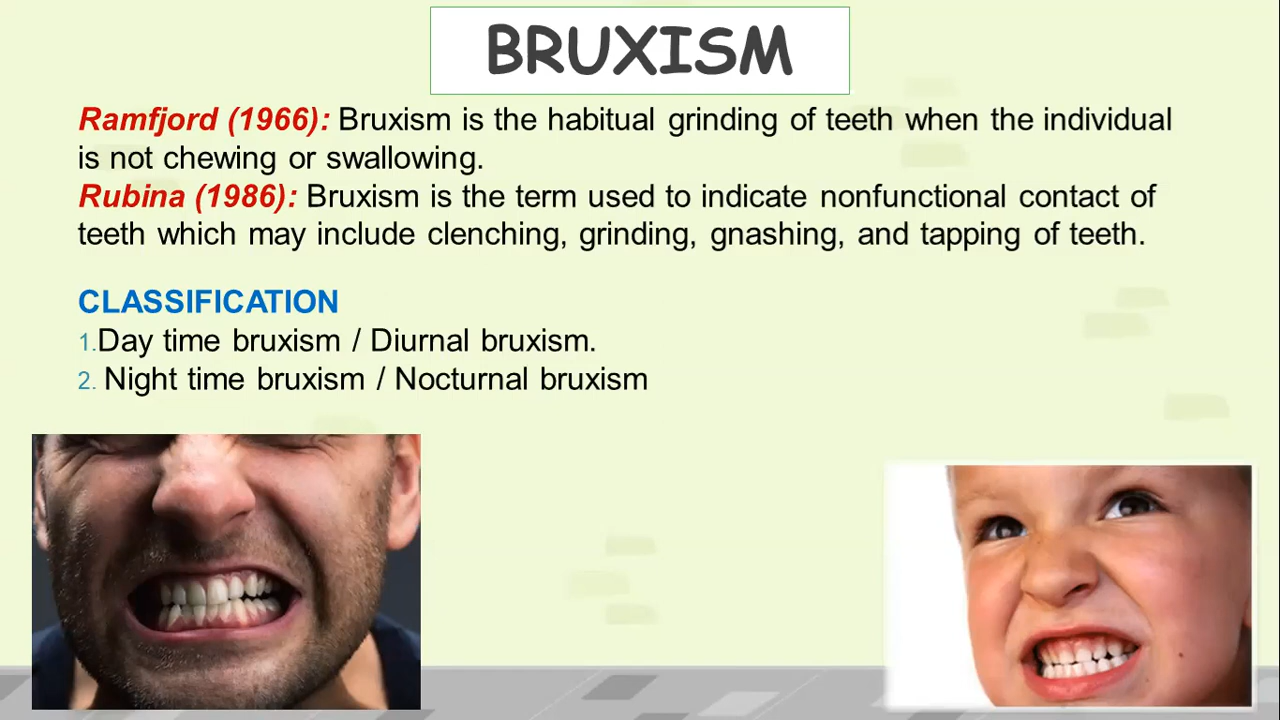 BRUXISM
Ramfjord (1966): Bruxism is the habitual grinding of teeth when the individual
is not chewing or swallowing.
Rubina (1986): Bruxism is the term used to indicate nonfunctional contact of
teeth which may include clenching, grinding, gnashing, and tapping of teeth.
CLASSIFICATION
1.Day time bruxism / Diurnal bruxism.
2. Night time bruxism / Nocturnal bruxism